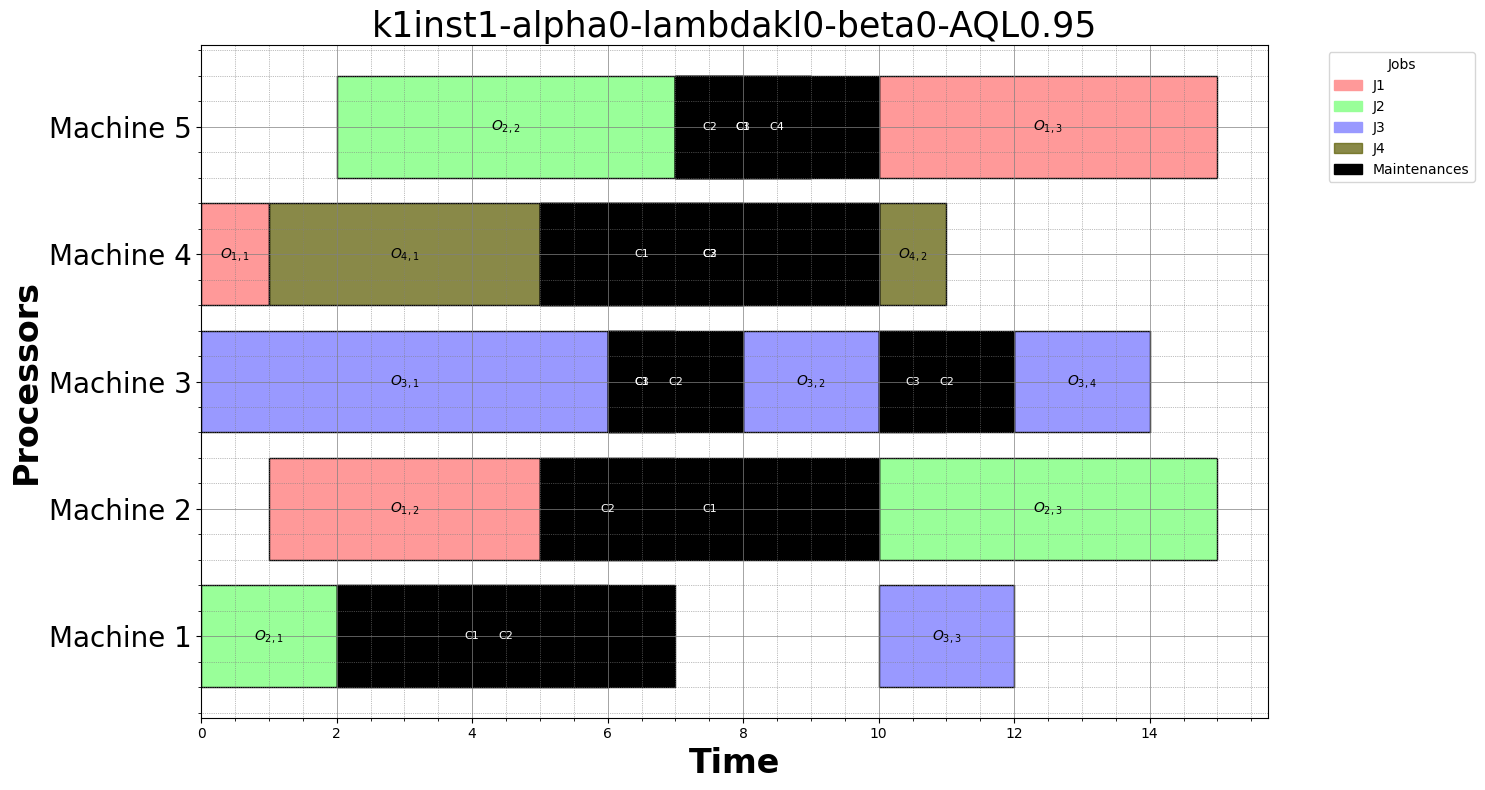 k1inst1-alpha0-lambdakl0-beta0-AQL0.95
Jobs
J1
J2
J3
J4
Maintenances
Processors
Machine 5
O2,2
C2
C4
O1,3
Machine 4
O1,1
O4,1
C1
O4,2
Machine 3
O3,1
C2
O3,2
C3
C2
O3,4
Machine 2
O1,2
C2
C1
O2,3
Machine 1
O2,1
C1
C2
O3,3
0 2 4 6 8 10 12 14
Time